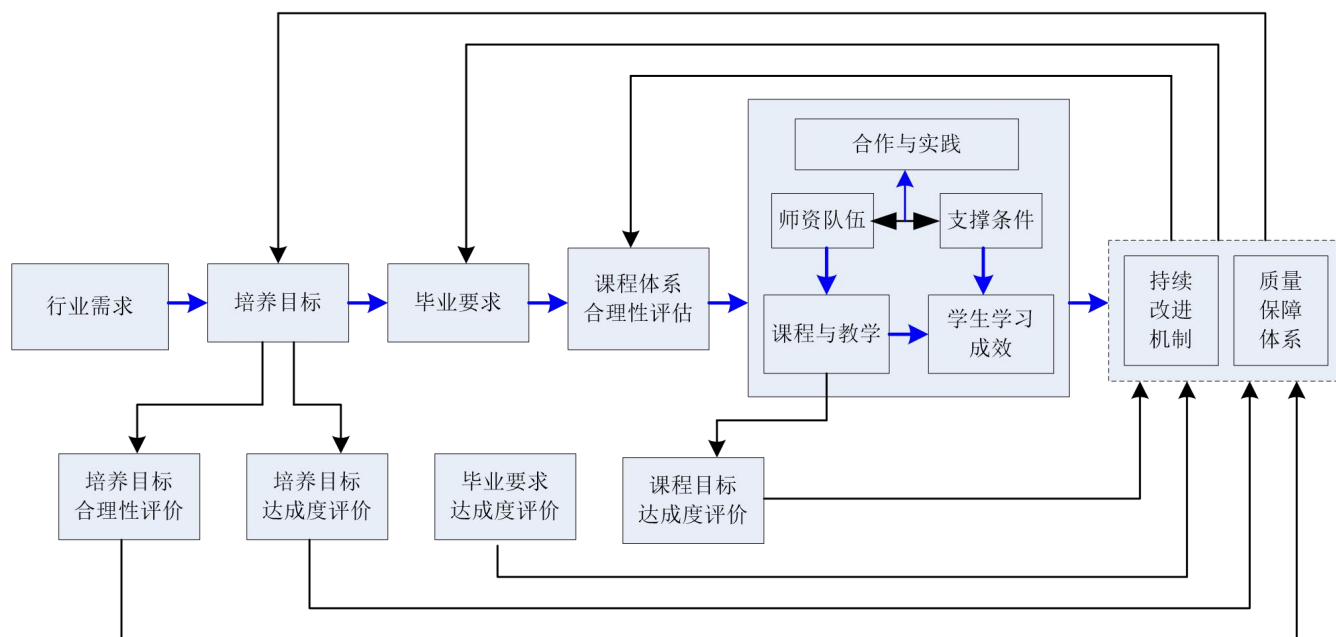 合作与实践
师资队伍
支撑条件
行业需求
培养目标
毕业要求
课程体系
合理性评估
课程与教学
学生学习
成效
持续
改进
机制
质量
保障
体系
培养目标
合理性评价
培养目标
达成度评价
毕业要求
达成度评价
课程目标
达成度评价